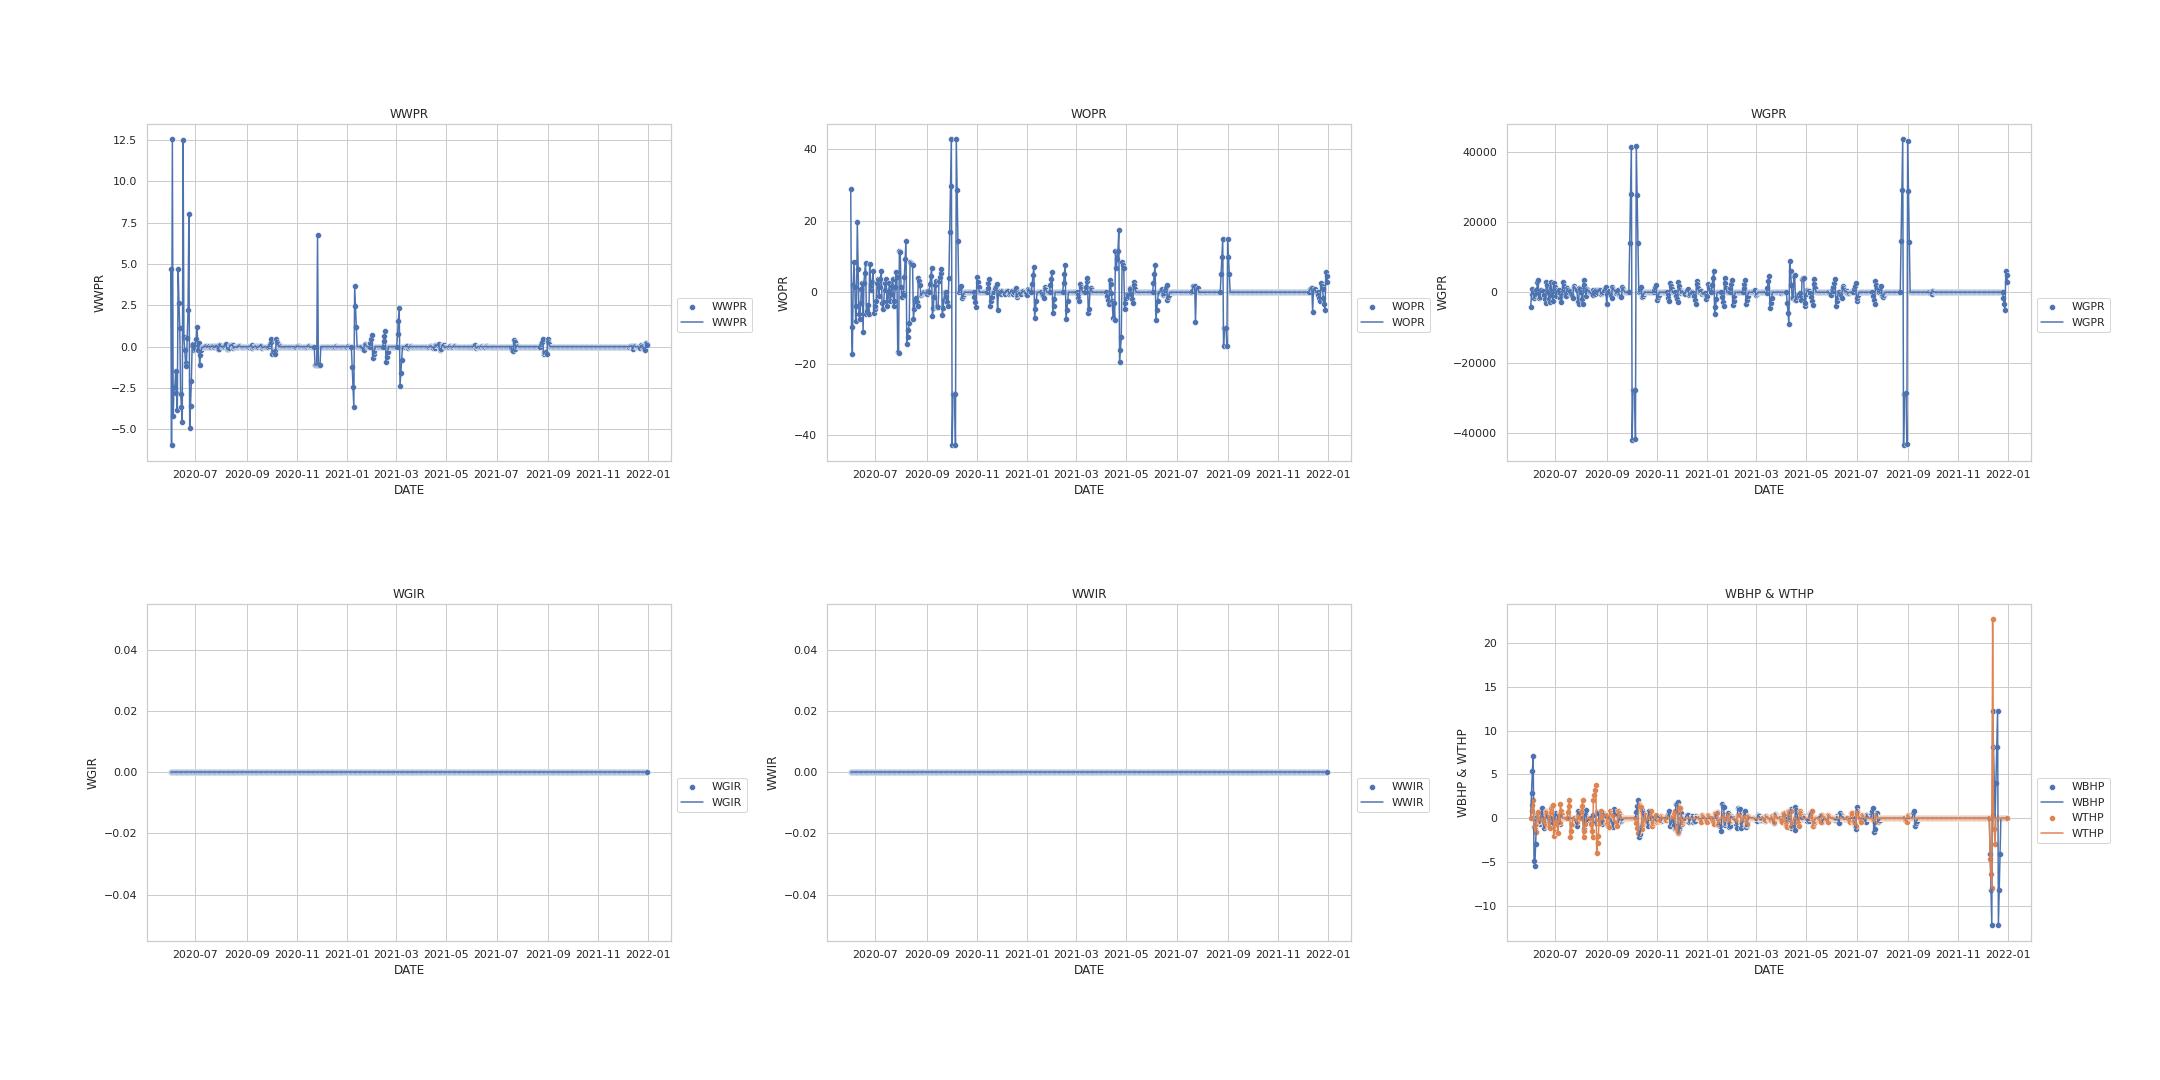 WWPR
WOPR
WGPR
12.5
10.0
7.5
5.0
2.5
0.0
−2.5
−5.0
WWPR
2020-07 2020-09 2020-11 2021-01 2021-03 2021-05 2021-07 2021-09 2021-11 2022-01
DATE
WWPR
WWPR
40
20
0
−20
−40
WOPR
2020-07 2020-09 2020-11 2021-01 2021-03 2021-05 2021-07 2021-09 2021-11 2022-01
DATE
WOPR
WOPR
40000
20000
0
−20000
−40000
WGPR
2020-07 2020-09 2020-11 2021-01 2021-03 2021-05 2021-07 2021-09 2021-11 2022-01
DATE
WGPR
WGPR
WGIR
WWIR
WBHP & WTHP
0.04
0.02
0.00
−0.02
−0.04
WGIR
2020-07 2020-09 2020-11 2021-01 2021-03 2021-05 2021-07 2021-09 2021-11 2022-01
DATE
WGIR
WGIR
0.04
0.02
0.00
−0.02
−0.04
WWIR
2020-07 2020-09 2020-11 2021-01 2021-03 2021-05 2021-07 2021-09 2021-11 2022-01
DATE
WWIR
WWIR
20
15
10
5
0
−5
−10
WBHP & WTHP
2020-07 2020-09 2020-11 2021-01 2021-03 2021-05 2021-07 2021-09 2021-11 2022-01
DATE
WBHP
WBHP
WTHP
WTHP